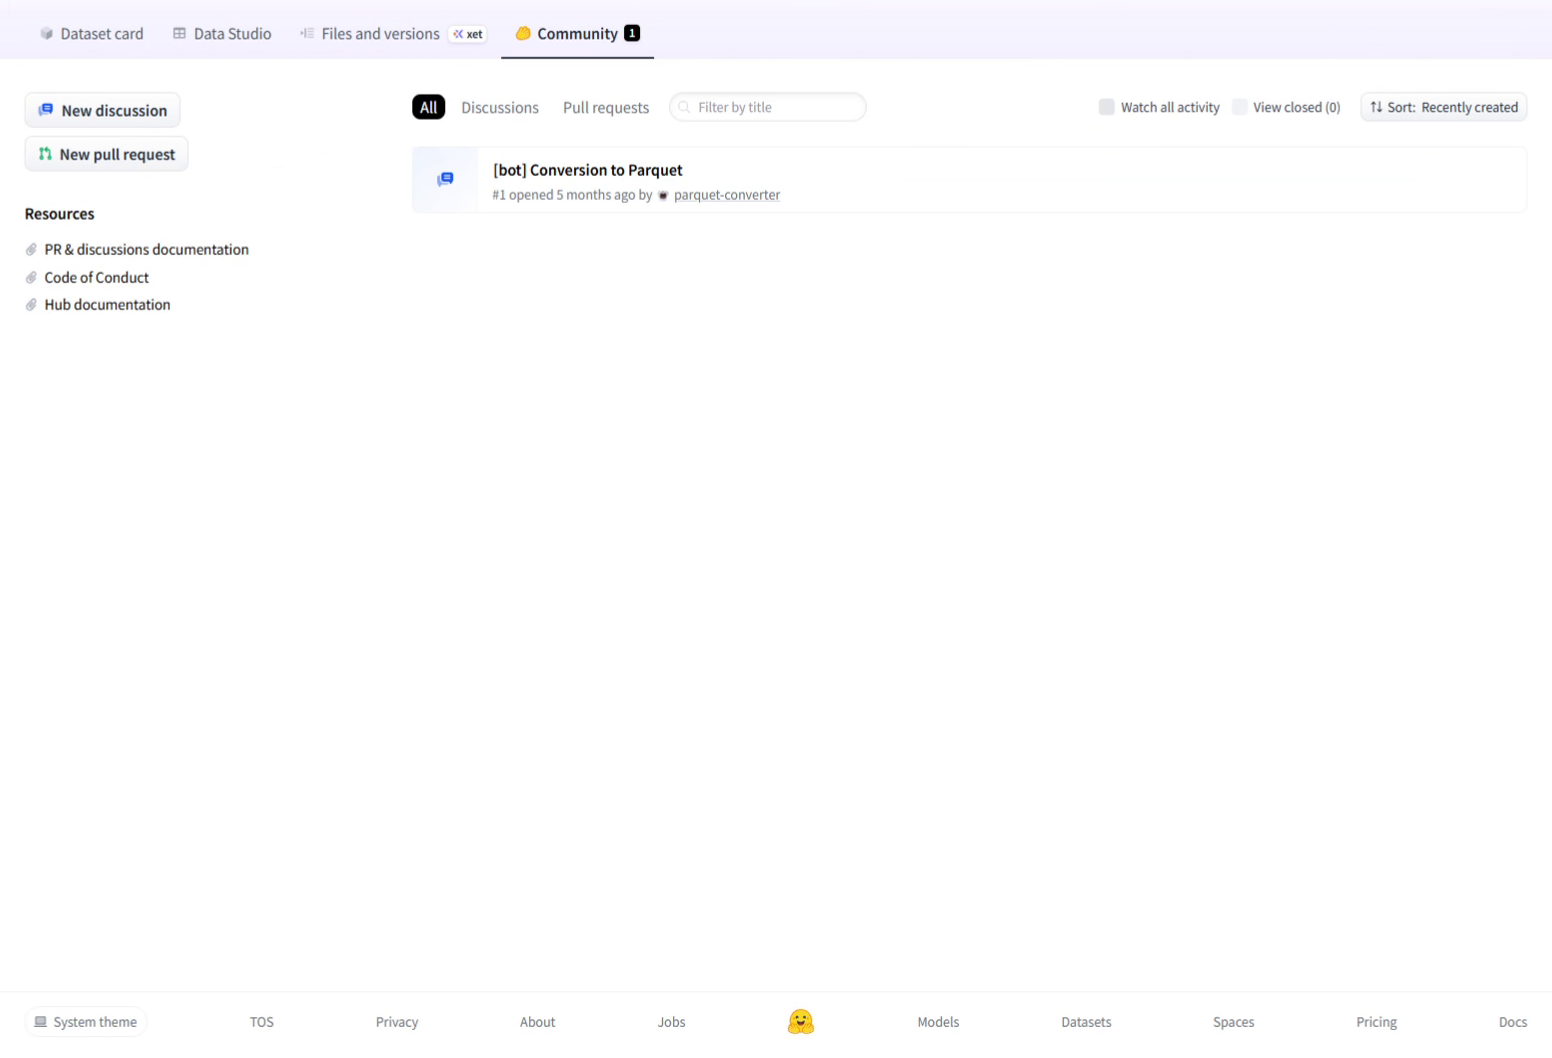 Dataset card
Data Studio
Files and versions
xet
Community 1
New discussion
New pull request
Resources
PR & discussions documentation
Code of Conduct
Hub documentation
All
Discussions
Pull requests
Filter by title
Watch all activity
View closed (0)
Sort: Recently created
[bot] Conversion to Parquet
#1 opened 5 months ago by parquet-converter
System theme
TOS
Privacy
About
Jobs
Models
Datasets
Spaces
Pricing
Docs